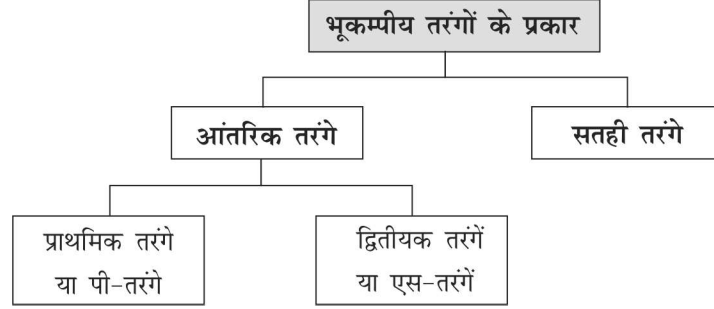 भूकम्पीय तरंगों के प्रकार
आंतरिक तरंगे
सतही तरंगे
प्राथमिक तरंगे
या पी-तरंगे
द्वितीयक तरंगें
या एस-तरंगें